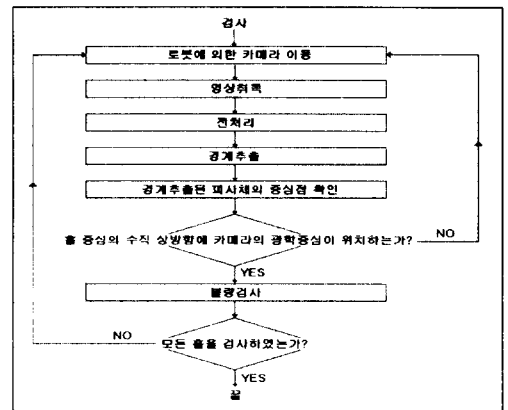 검사
로봇에 의한 카메라 이동
영상취득
전처리
경계추출
경계추출된 피사체의 중심점 확인
홀 중심의 수직 상방향에 카메라의 광학중심이 위치하는가?
NO
YES
불량검사
NO
모든 홀을 검사하였는가?
YES
끝